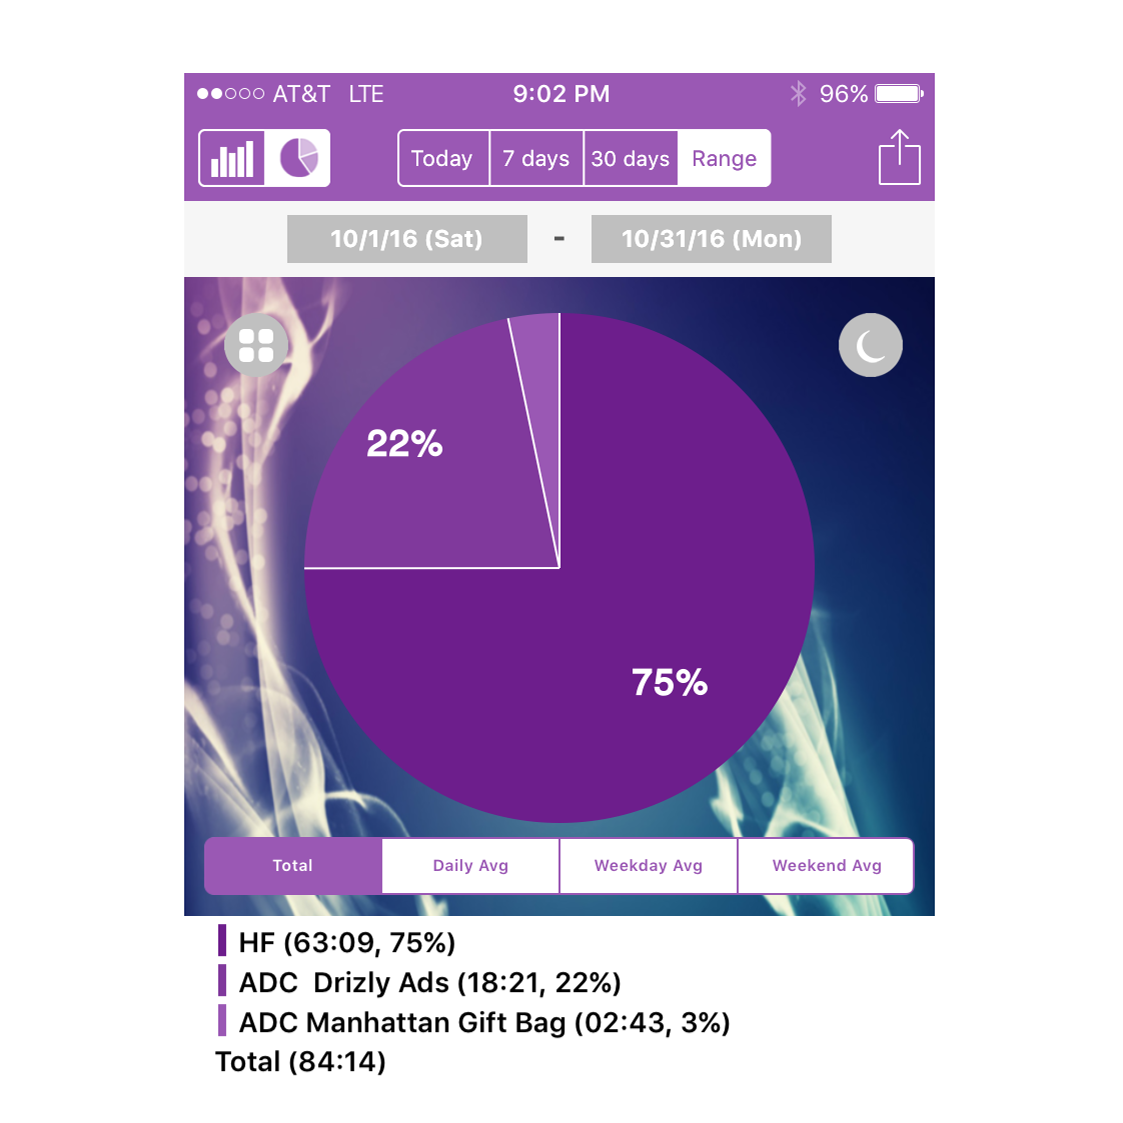 AT&T LTE 9:02 PM 96%
Today 7 days 30 days Range
10/1/16 (Sat) - 10/31/16 (Mon)
22%
75%
Total Daily Avg Weekday Avg Weekend Avg
HF (63:09, 75%)
ADC  Drizly Ads (18:21, 22%)
ADC Manhattan Gift Bag (02:43, 3%)
Total (84:14)